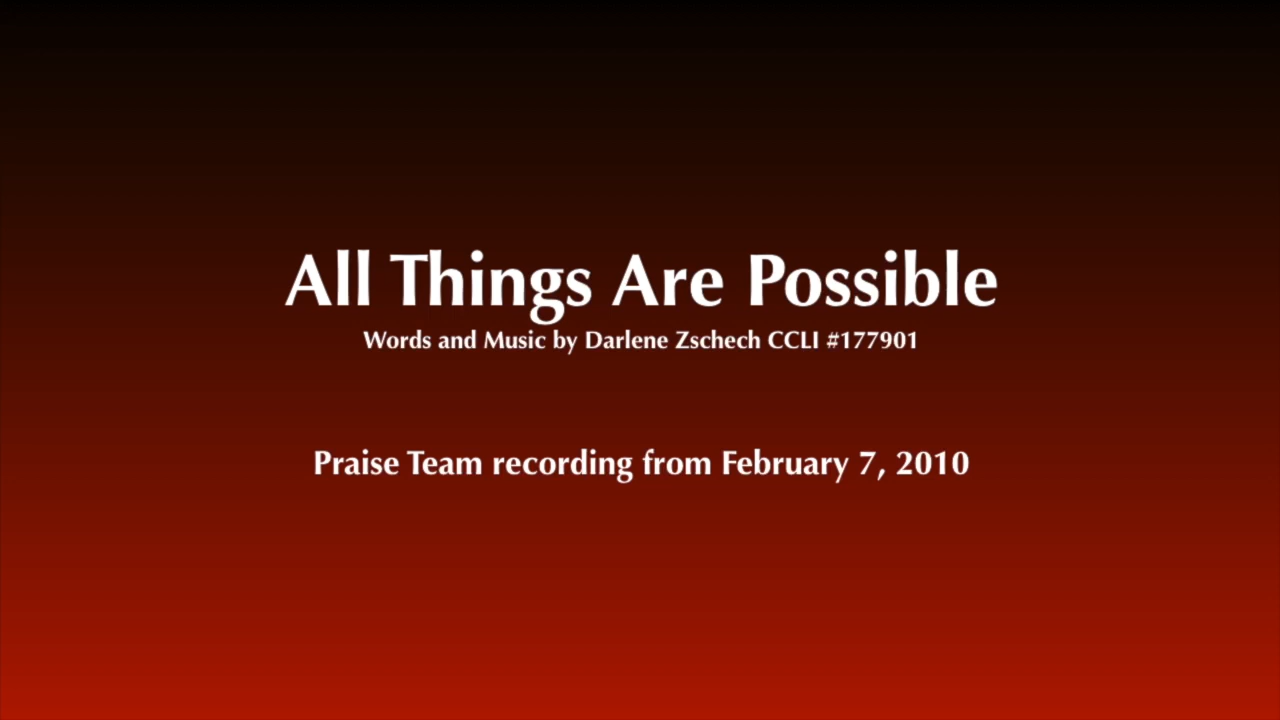 All Things Are Possible
Words and Music by Darlene Zschech CCLI #177901
Praise Team recording from February 7, 2010